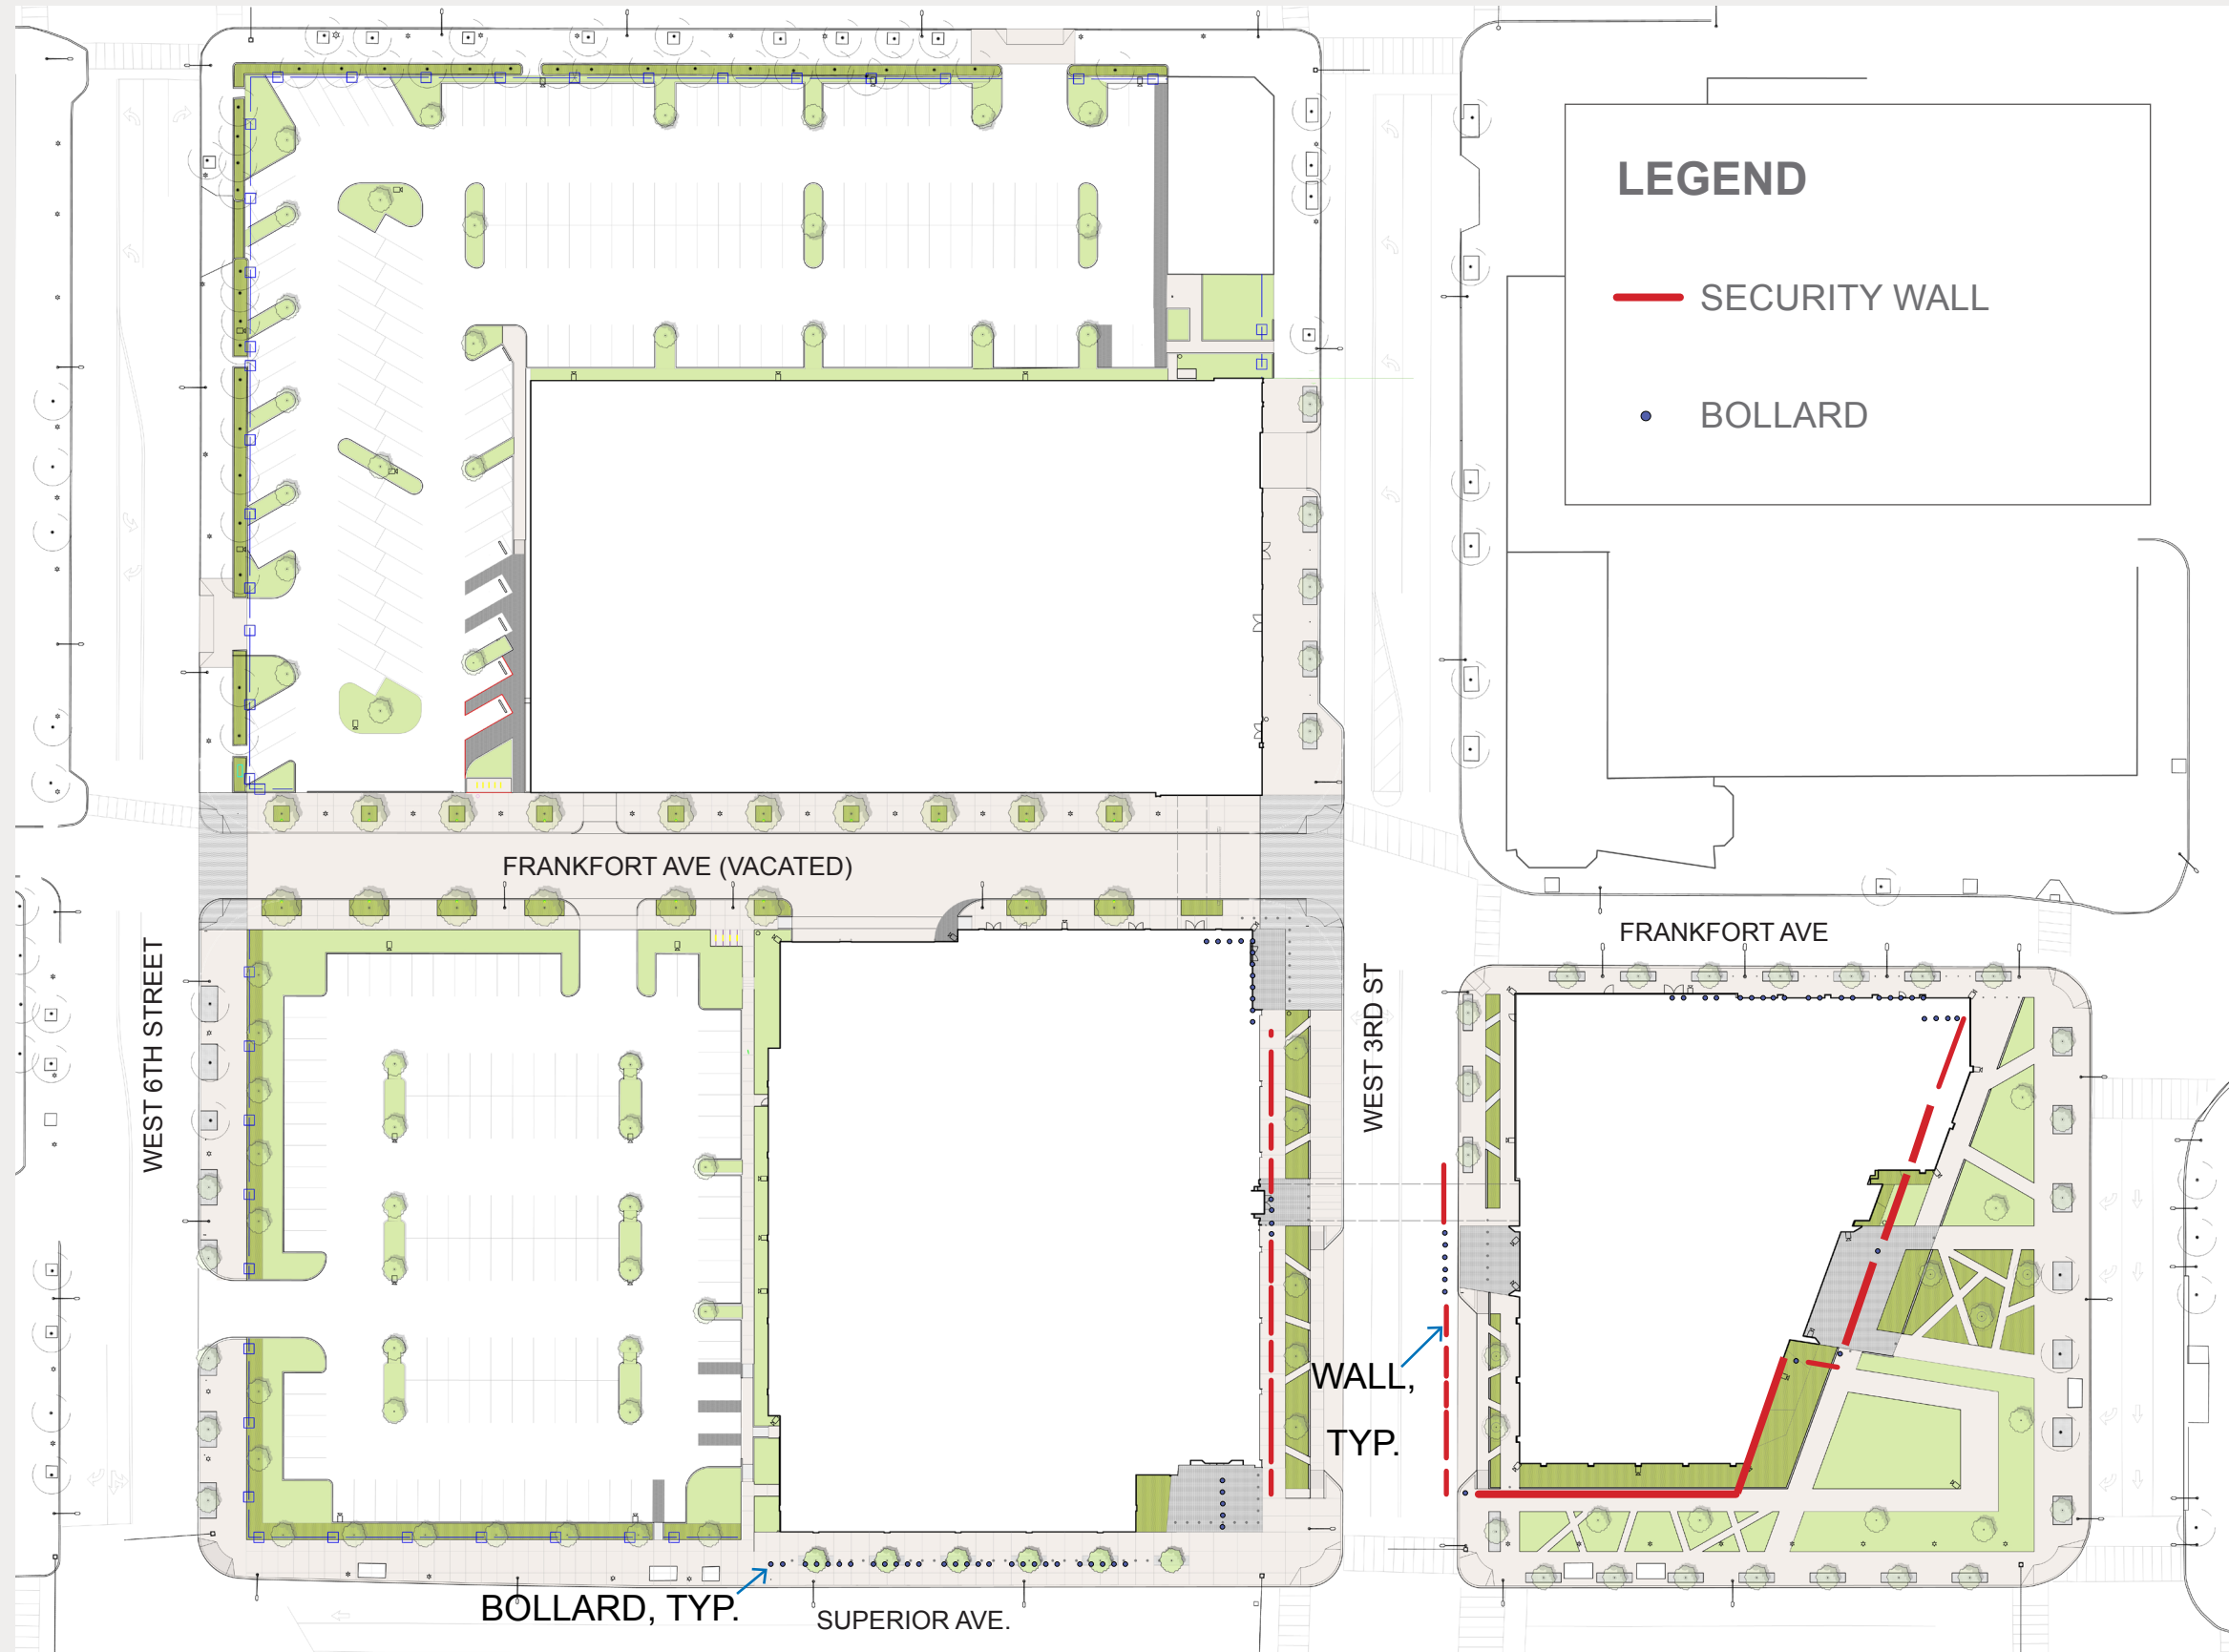 LEGEND
SECURITY WALL
BOLLARD
FRANKFORT AVE (VACATED)
FRANKFORT AVE
WEST 6TH STREET
WEST 3RD ST
WALL,
TYP.
BOLLARD, TYP.
SUPERIOR AVE.